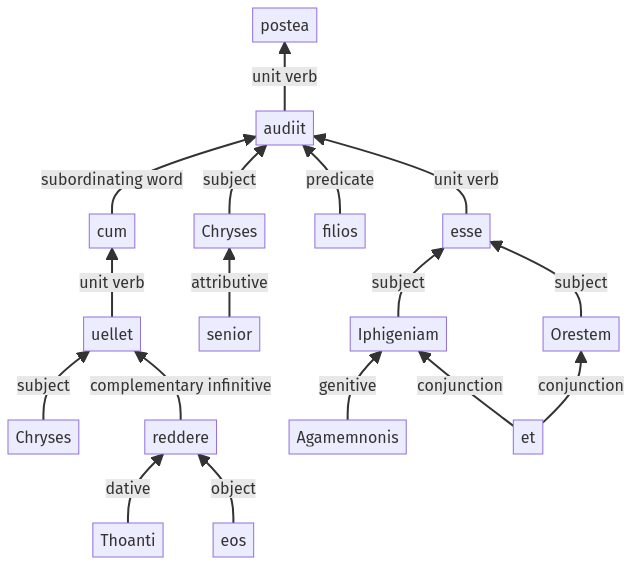 postea
unit verb
audiit
subordinating word subject predicate unit verb
cum Chryses filios esse
unit verb attributive subject subject
uellet senior Iphigeniam Orestem
subject complementary infinitive genitive conjunction conjunction
Chryses reddere Agamemnonis et
dative object
Thoanti eos